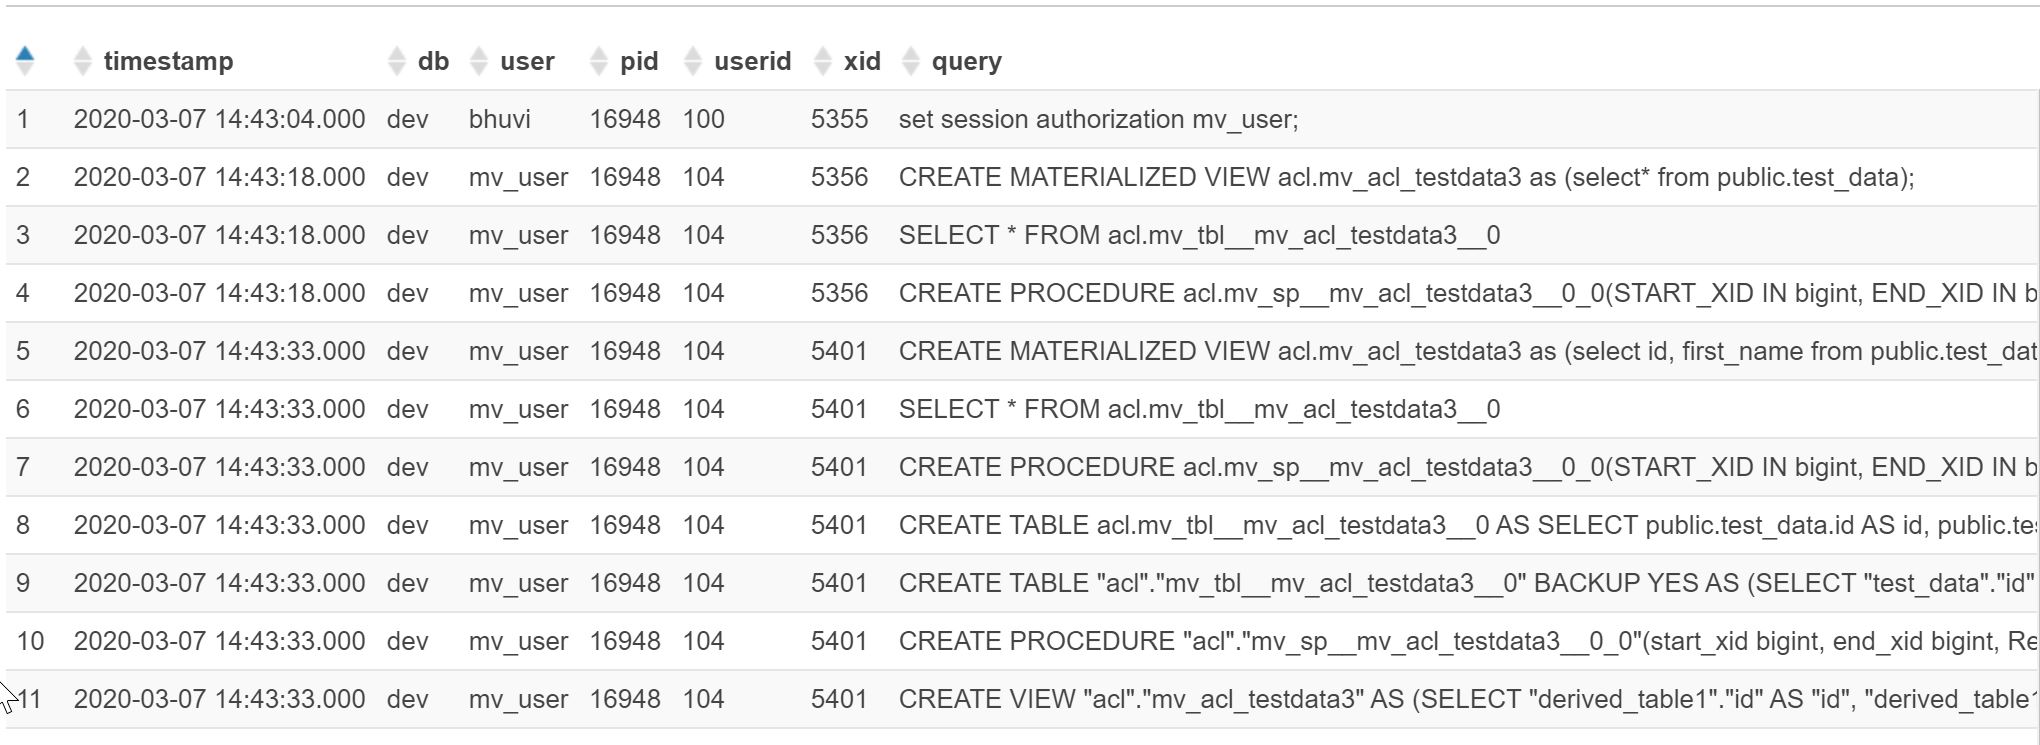 timestamp db user pid userid xid query
1 2020-03-07 14:43:04.000 dev bhuvi 16948 100 5355 set session authorization mv_user;
2 2020-03-07 14:43:18.000 dev mv_user 16948 104 5356 CREATE MATERIALIZED VIEW acl.mv_acl_testdata3 as (select* from public.test_data);
3 2020-03-07 14:43:18.000 dev mv_user 16948 104 5356 SELECT * FROM acl.mv_tbl__mv_acl_testdata3__0
4 2020-03-07 14:43:18.000 dev mv_user 16948 104 5356 CREATE PROCEDURE acl.mv_sp__mv_acl_testdata3__0_0(START_XID IN bigint, END_XID IN b
5 2020-03-07 14:43:33.000 dev mv_user 16948 104 5401 CREATE MATERIALIZED VIEW acl.mv_acl_testdata3 as (select id, first_name from public.test_dat
6 2020-03-07 14:43:33.000 dev mv_user 16948 104 5401 SELECT * FROM acl.mv_tbl__mv_acl_testdata3__0
7 2020-03-07 14:43:33.000 dev mv_user 16948 104 5401 CREATE PROCEDURE acl.mv_sp__mv_acl_testdata3__0_0(START_XID IN bigint, END_XID IN b
8 2020-03-07 14:43:33.000 dev mv_user 16948 104 5401 CREATE TABLE acl.mv_tbl__mv_acl_testdata3__0 AS SELECT public.test_data.id AS id, public.tes
9 2020-03-07 14:43:33.000 dev mv_user 16948 104 5401 CREATE TABLE "acl"."mv_tbl__mv_acl_testdata3__0" BACKUP YES AS (SELECT "test_data"."id"
10 2020-03-07 14:43:33.000 dev mv_user 16948 104 5401 CREATE PROCEDURE "acl"."mv_sp__mv_acl_testdata3__0_0"(start_xid bigint, end_xid bigint, Re
11 2020-03-07 14:43:33.000 dev mv_user 16948 104 5401 CREATE VIEW "acl"."mv_acl_testdata3" AS (SELECT "derived_table1"."id" AS "id", "derived_table1